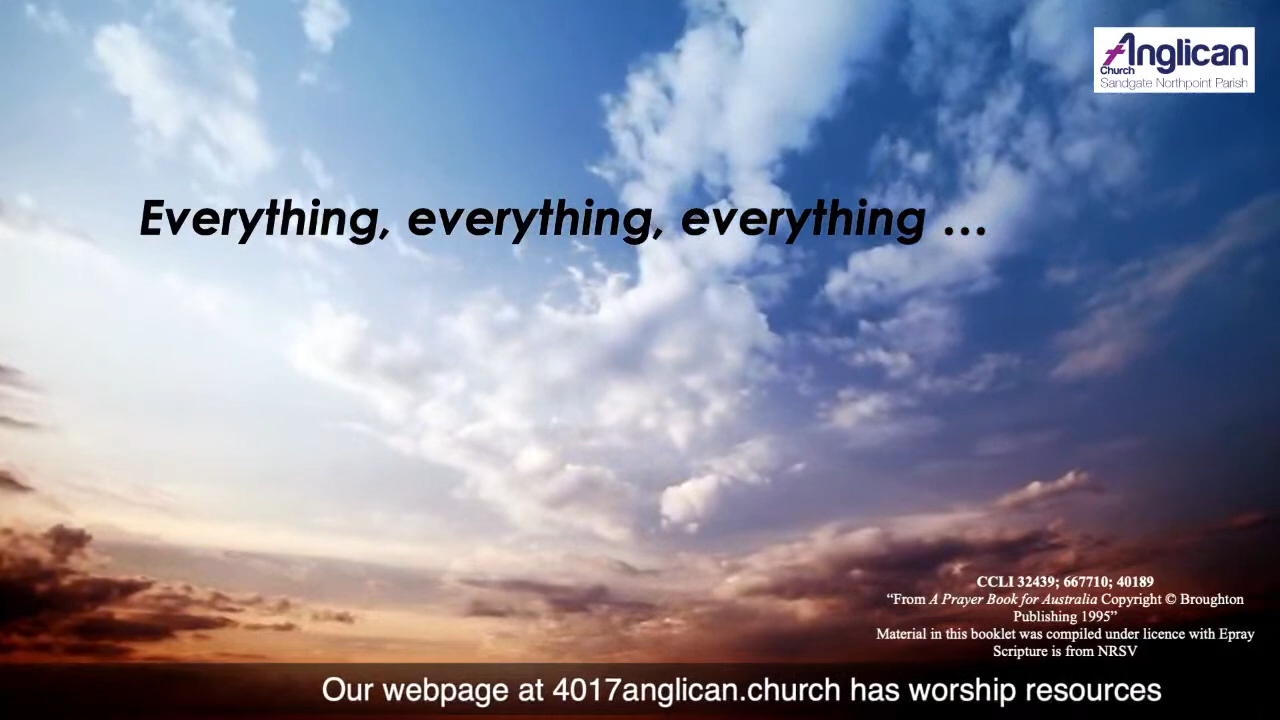 Anglican
Church
Sandgate Northpoint Parish
Everything, everything, everything …
CCLI 32439; 667710; 40189
“From A Prayer Book for Australia Copyright © Broughton
Publishing 1995”
Material in this booklet was compiled under licence with Epray
Scripture is from NRSV
Our webpage at 4017anglican.church has worship resources